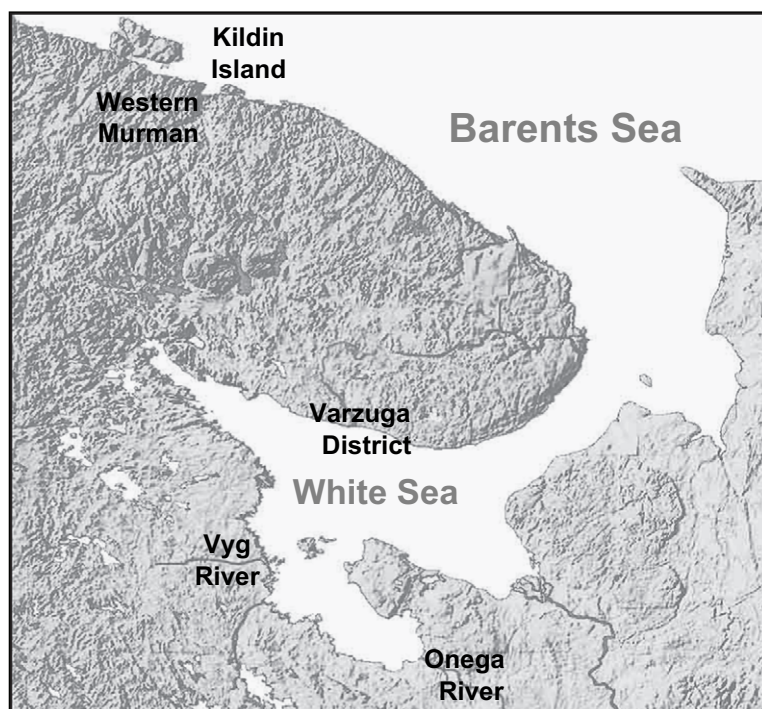 Kildin
Island
Western
Murman
Barents Sea
Varzuga
District
White Sea
Vyg
River
Onega
River